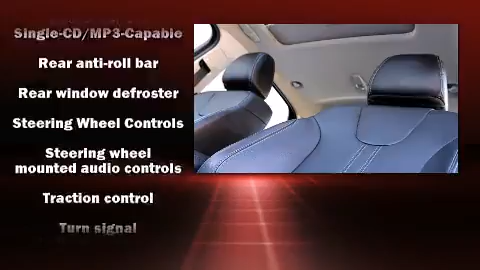 Single-CD/MP3-Capable
Rear anti-roll bar
Rear window defroster
Steering Wheel Controls
Steering wheel
mounted audio controls
Traction control
Turn signal